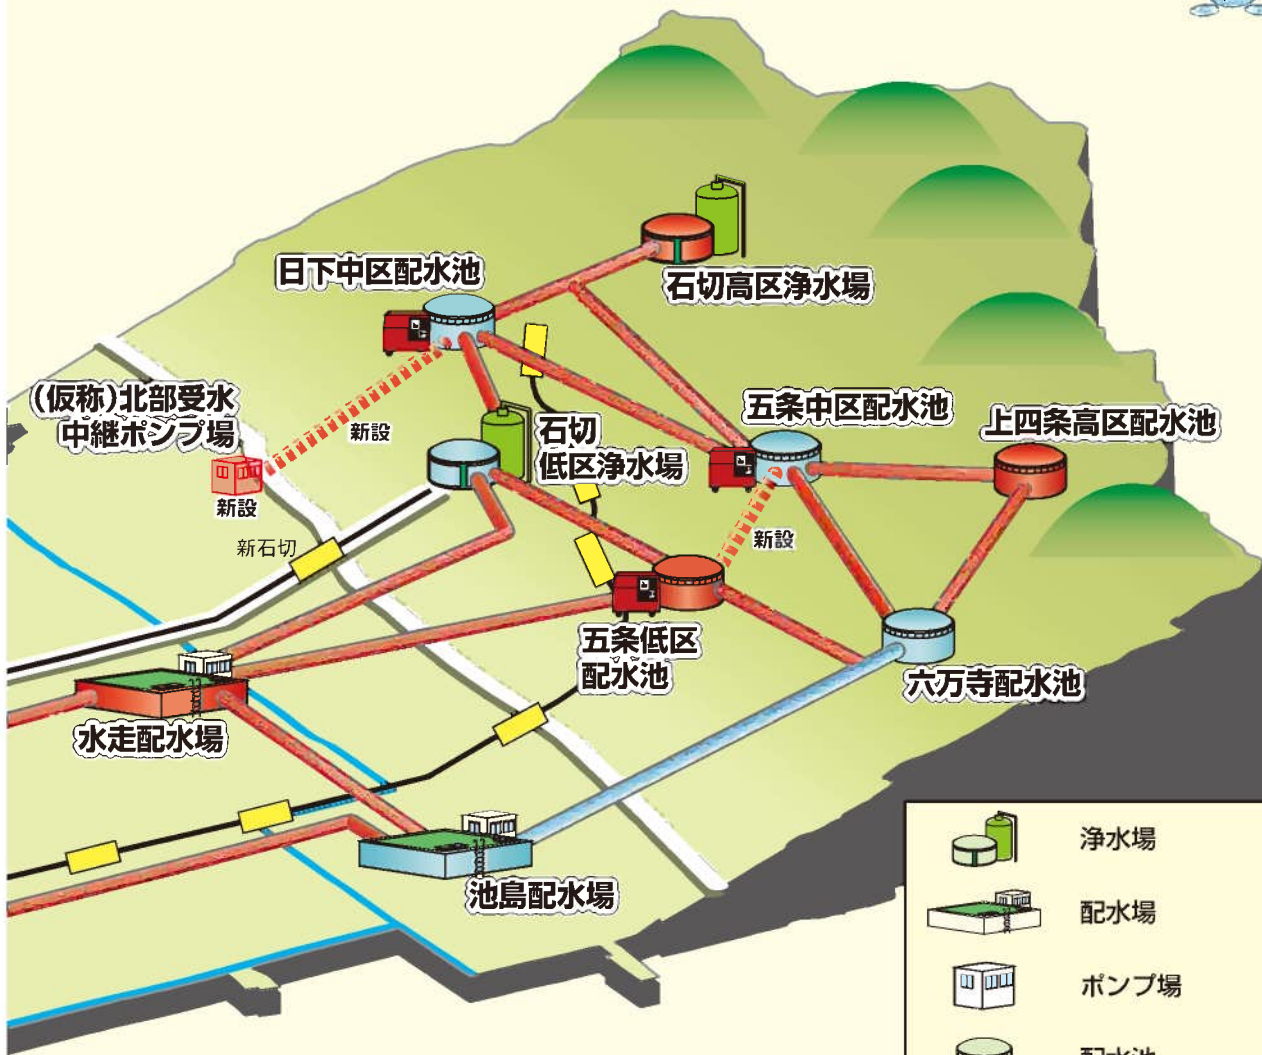 石切高区浄水場
日下中区配水池
(仮称)北部受水
中継ポンプ場
新設
新設
石切
低区浄水場
五条中区配水池
上四条高区配水池
新石切
新設
五条低区
配水池
六万寺配水池
水走配水場
池島配水場
浄水場
配水場
ポンプ場
配水池